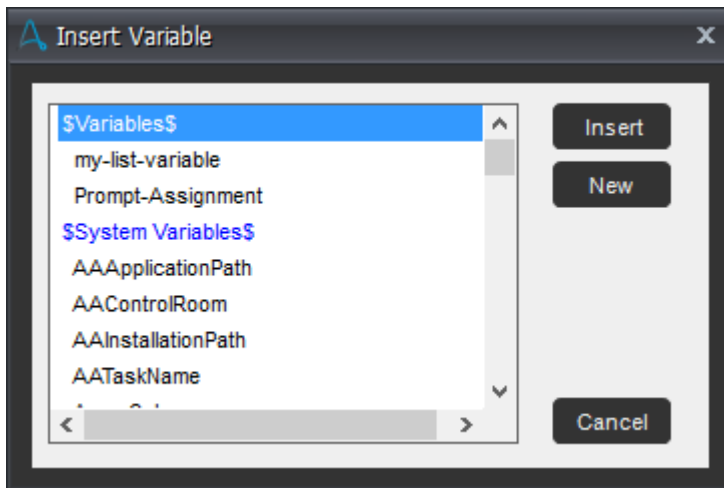 Insert Variable
$Variables$
my-list-variable
Prompt-Assignment
$System Variables$
AAApplicationPath
AAControlRoom
AAInstallationPath
AATaskName
Insert
New
Cancel